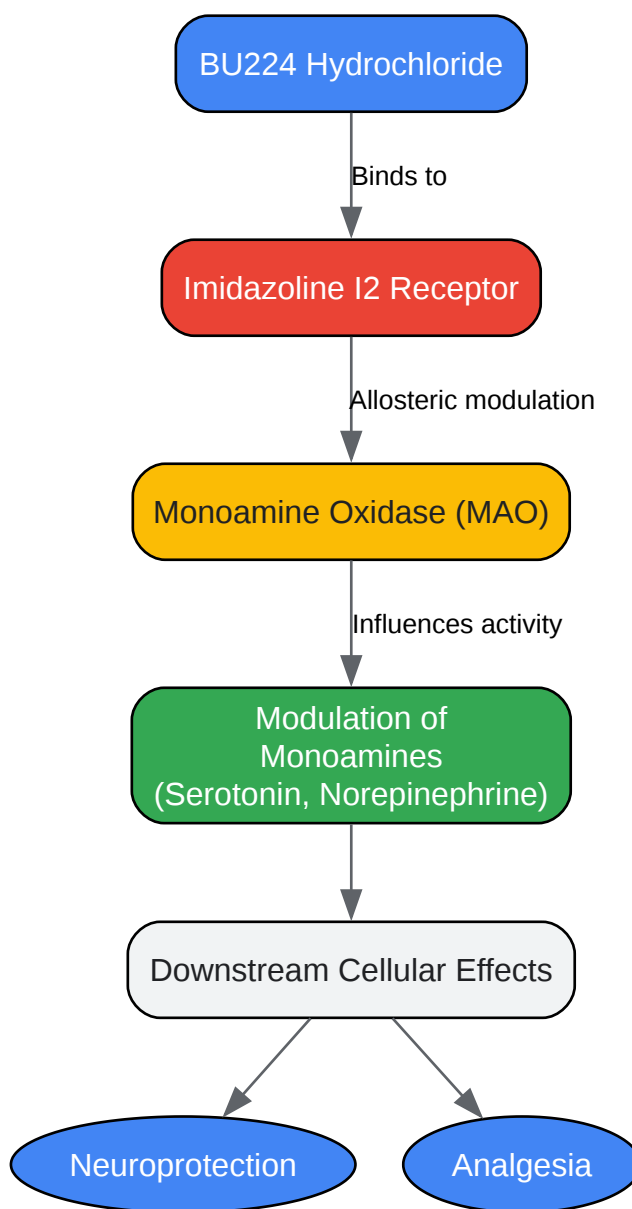 BU224 Hydrochloride
Binds to
Imidazoline I2 Receptor
Allosteric modulation
Monoamine Oxidase (MAO)
Influences activity
Modulation of
Monoamines
(Serotonin, Norepinephrine)
Downstream Cellular Effects
Neuroprotection
Analgesia